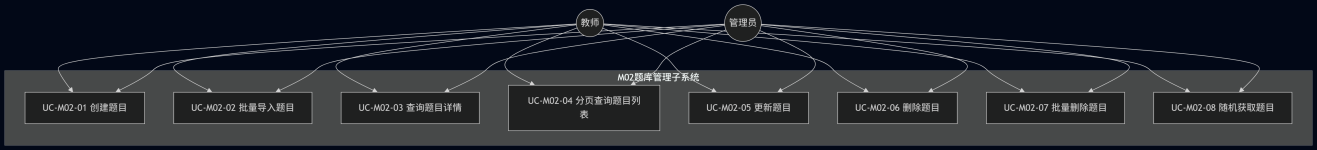 教师
管理员
M02题库管理子系统
UC-M02-01 创建题目
UC-M02-02 批量导入题目
UC-M02-03 查询题目详情
UC-M02-04 分页查询题目列
表
UC-M02-05 更新题目
UC-M02-06 删除题目
UC-M02-07 批量删除题目
UC-M02-08 随机获取题目